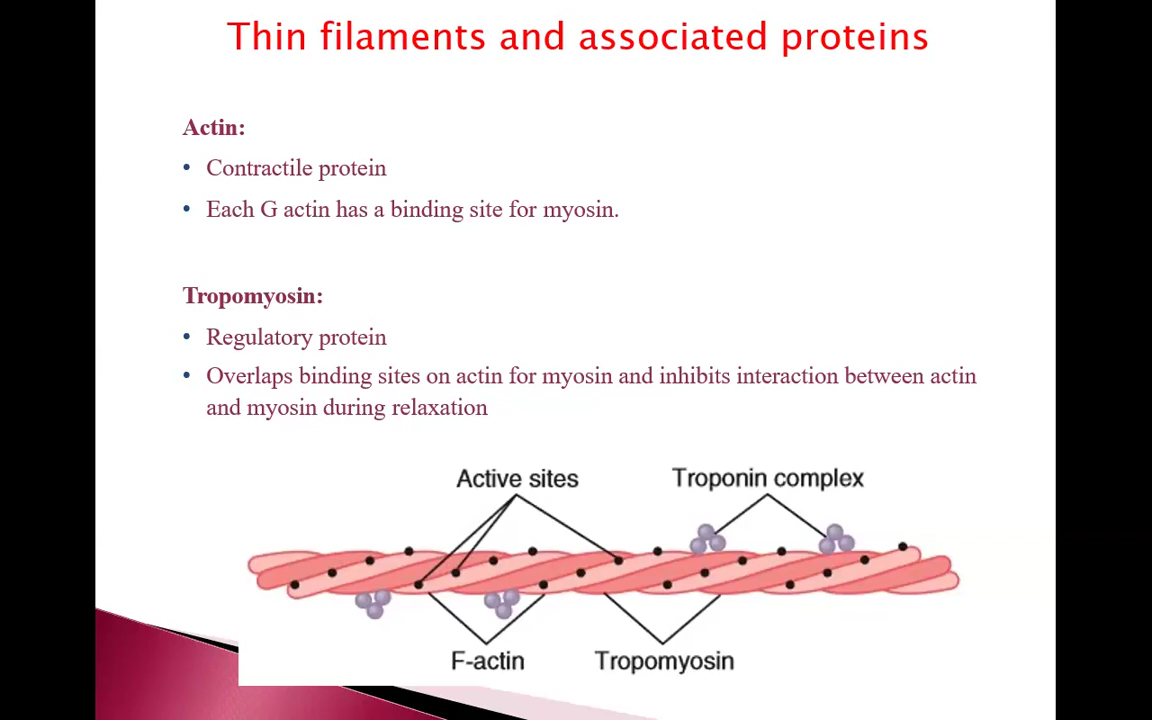 Thin filaments and associated proteins
Actin:
• Contractile protein
• Each G actin has a binding site for myosin.
Tropomyosin:
• Regulatory protein
• Overlaps binding sites on actin for myosin and inhibits interaction between actin
and myosin during relaxation
Active sites
Troponin complex
F-actin
Tropomyosin